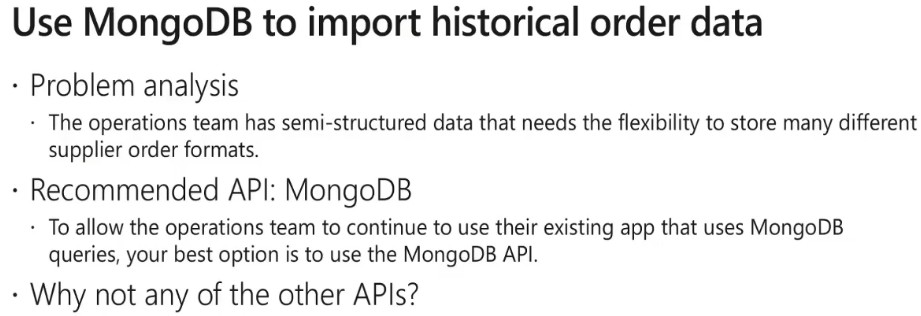 Use MongoDB to import historical order data
· Problem analysis
· The operations team has semi-structured data that needs the flexibility to store many different
supplier order formats.
· Recommended API: MongoDB
· To allow the operations team to continue to use their existing app that uses MongoDB
queries, your best option is to use the MongoDB API.
· Why not any of the other APIs?